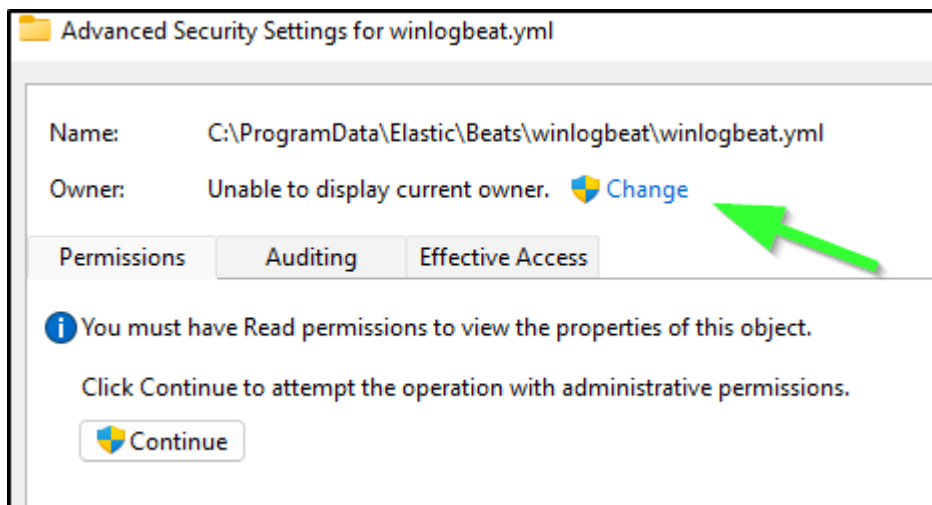 Advanced Security Settings for winlogbeat.yml
Name: C:\ProgramData\Elastic\Beats\winlogbeat\winlogbeat.yml
Owner: Unable to display current owner. Change
Permissions Auditing Effective Access
You must have Read permissions to view the properties of this object.
Click Continue to attempt the operation with administrative permissions.
Continue